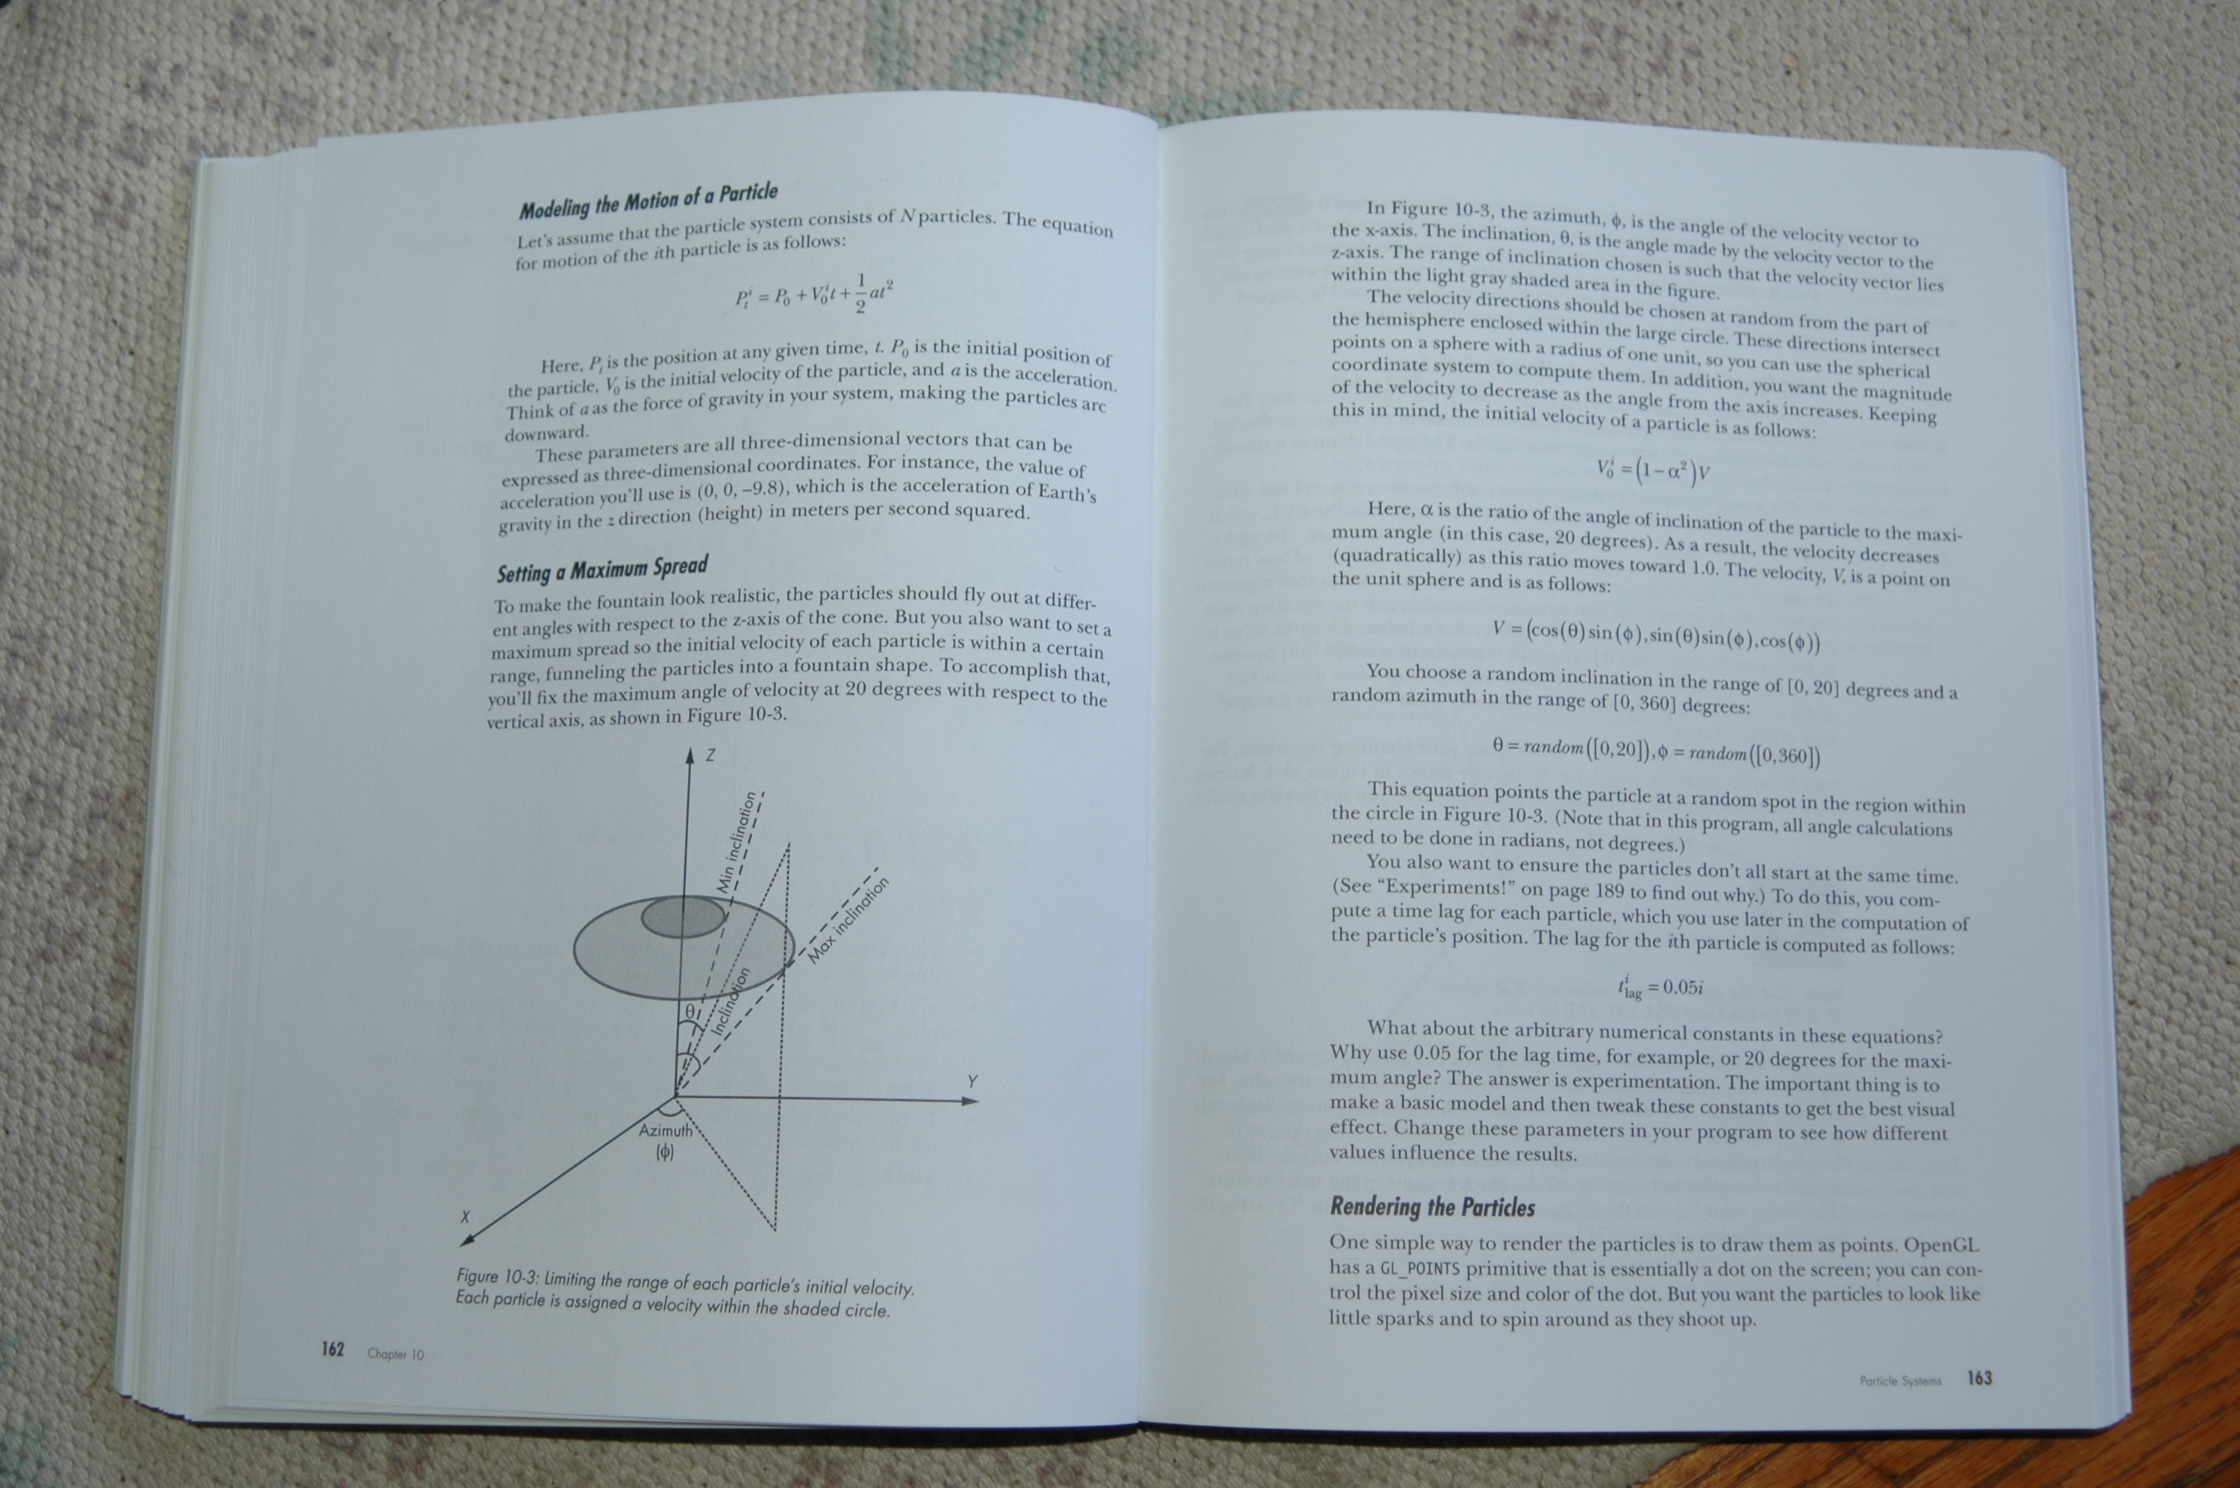 Modeling the Motion of a Particle
Let's assume that the particle system consists of N particles. The equation
for motion of the ith particle is as follows:
P_t^i = P_0 + V_0^i t + \frac{1}{2} at^2
Here, P_t is the position at any given time, t. P_0 is the initial position of
the particle, V_0 is the initial velocity of the particle, and a is the acceleration.
Think of a as the force of gravity in your system, making the particles arc
downward.
These parameters are all three-dimensional vectors that can be
expressed as three-dimensional coordinates. For instance, the value of
acceleration you'll use is (0, 0, −9.8), which is the acceleration of Earth's
gravity in the z direction (height) in meters per second squared.
Setting a Maximum Spread
To make the fountain look realistic, the particles should fly out at differ-
ent angles with respect to the z-axis of the cone. But you also want to set a
maximum spread so the initial velocity of each particle is within a certain
range, funneling the particles into a fountain shape. To accomplish that,
you'll fix the maximum angle of velocity at 20 degrees with respect to the
vertical axis, as shown in Figure 10-3.
Z
Min inclination
Max inclination
Inclination
(θ)
Y
Azimuth
(φ)
X
Figure 10-3: Limiting the range of each particle's initial velocity.
Each particle is assigned a velocity within the shaded circle.
162 Chapter 10
In Figure 10-3, the azimuth, φ, is the angle of the velocity vector to
the x-axis. The inclination, θ, is the angle made by the velocity vector to the
z-axis. The range of inclination chosen is such that the velocity vector lies
within the light gray shaded area in the figure.
The velocity directions should be chosen at random from the part of
the hemisphere enclosed within the large circle. These directions intersect
points on a sphere with a radius of one unit, so you can use the spherical
coordinate system to compute them. In addition, you want the magnitude
of the velocity to decrease as the angle from the axis increases. Keeping
this in mind, the initial velocity of a particle is as follows:
V_0^i = (1 − α^2)V
Here, α is the ratio of the angle of inclination of the particle to the maxi-
mum angle (in this case, 20 degrees). As a result, the velocity decreases
(quadratically) as this ratio moves toward 1.0. The velocity, V, is a point on
the unit sphere and is as follows:
V = (cos(θ)sin(φ),sin(θ)sin(φ),cos(φ))
You choose a random inclination in the range of [0, 20] degrees and a
random azimuth in the range of [0, 360] degrees:
θ = random([0,20]),φ = random([0,360])
This equation points the particle at a random spot in the region within
the circle in Figure 10-3. (Note that in this program, all angle calculations
need to be done in radians, not degrees.)
You also want to ensure the particles don't all start at the same time.
(See "Experiments!" on page 189 to find out why.) To do this, you com-
pute a time lag for each particle, which you use later in the computation of
the particle's position. The lag for the ith particle is computed as follows:
t_{lag}^i = 0.05i
What about the arbitrary numerical constants in these equations?
Why use 0.05 for the lag time, for example, or 20 degrees for the maxi-
mum angle? The answer is experimentation. The important thing is to
make a basic model and then tweak these constants to get the best visual
effect. Change these parameters in your program to see how different
values influence the results.
Rendering the Particles
One simple way to render the particles is to draw them as points. OpenGL
has a GL_POINTS primitive that is essentially a dot on the screen; you can con-
trol the pixel size and color of the dot. But you want the particles to look like
little sparks and to spin around as they shoot up.
Particle Systems 163